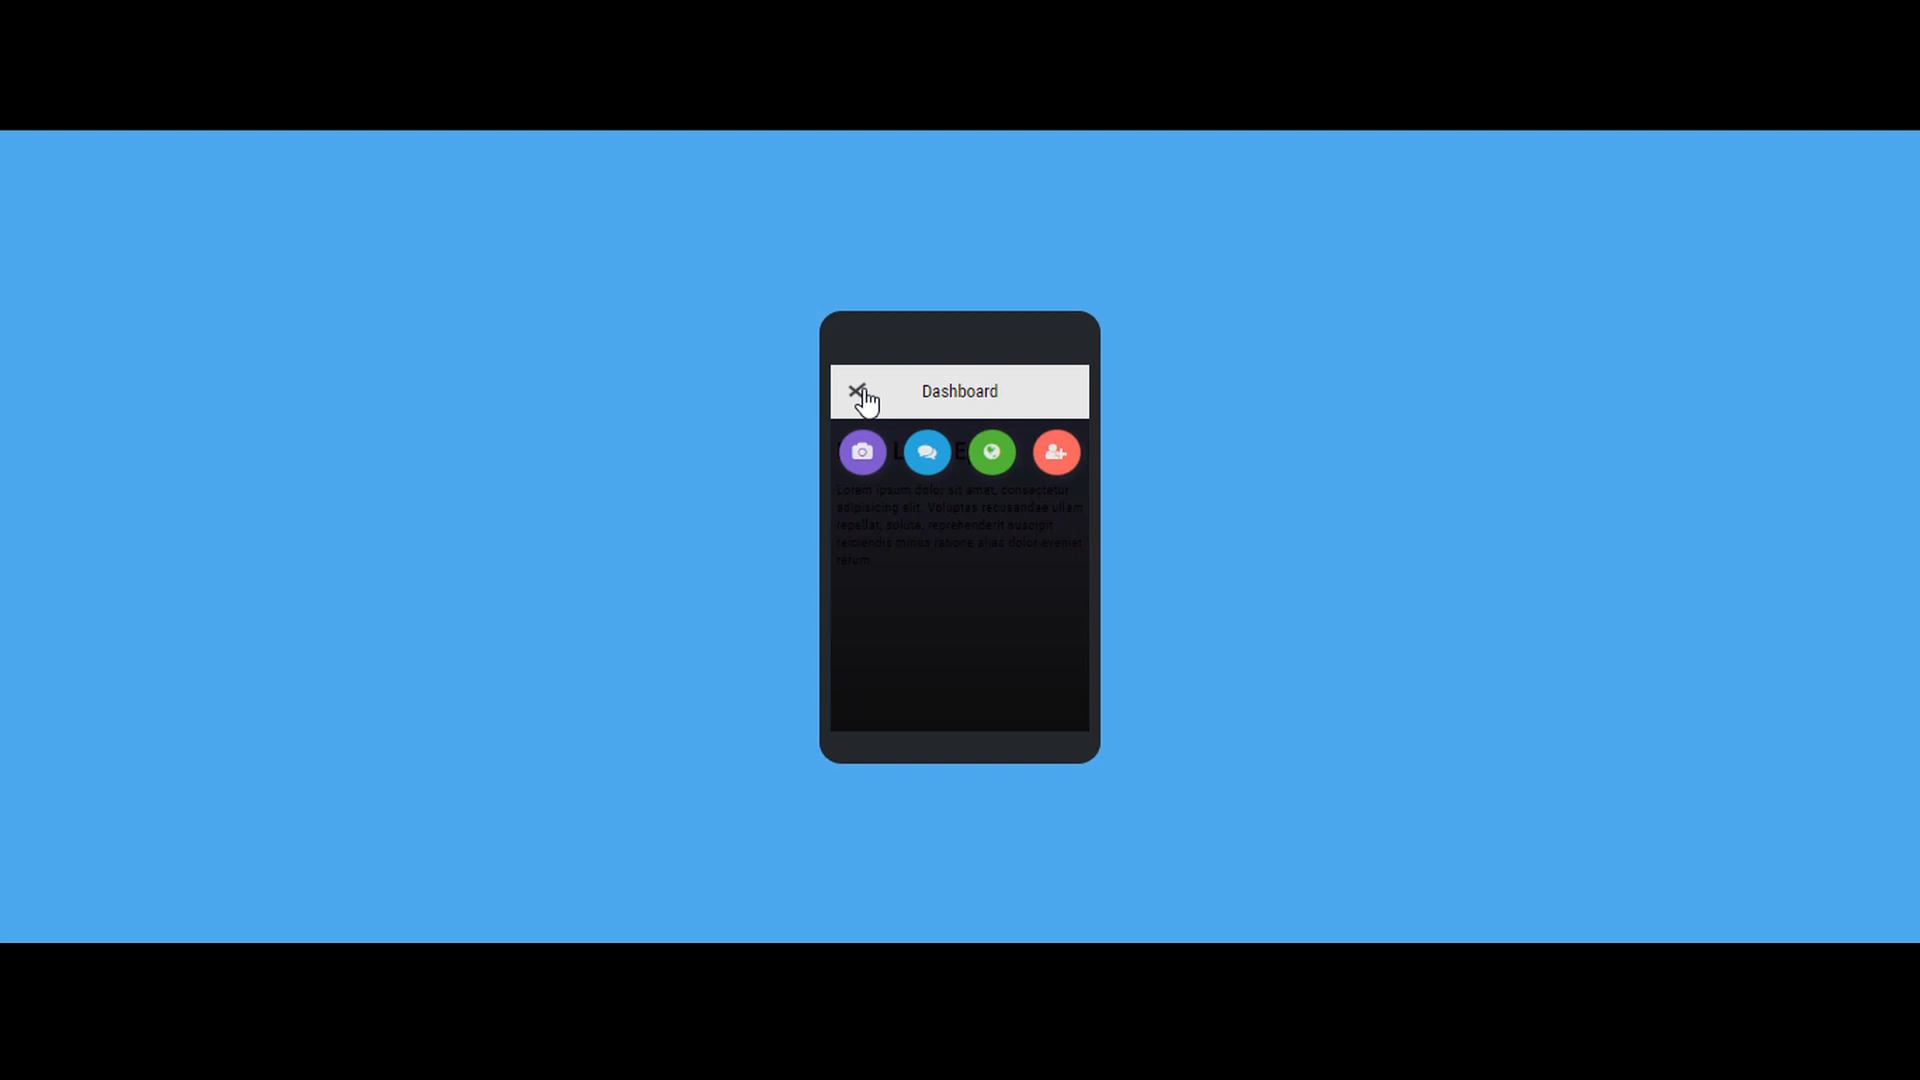 Dashboard
Lorem ipsum dolor sit amet, consectetur
adipisicing elit. Voluptas recusandae ullam
repellat, soluta, reprehenderit suscipit
reiciendis minus ratione alias dolor eveniet
rerum.